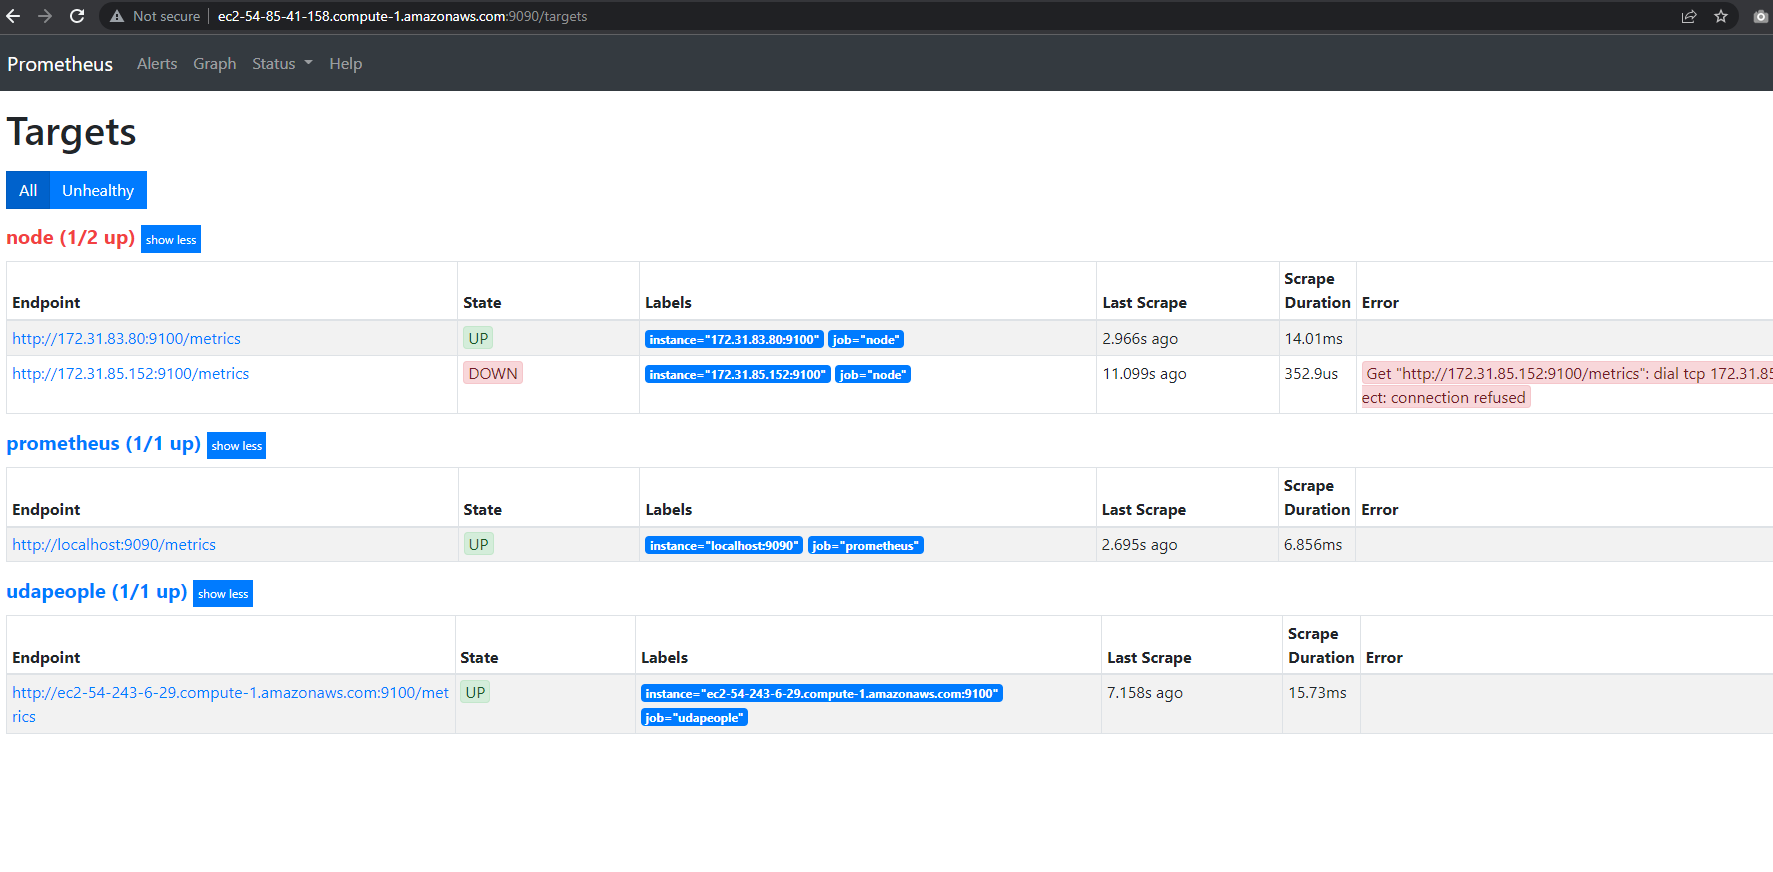 Not secure | ec2-54-85-41-158.compute-1.amazonaws.com:9090/targets
Prometheus Alerts Graph Status Help
Targets
All Unhealthy
node (1/2 up) show less
Endpoint State Labels Last Scrape Scrape Duration Error
http://172.31.83.80:9100/metrics UP instance="172.31.83.80:9100" job="node" 2.966s ago 14.01ms
http://172.31.85.152:9100/metrics DOWN instance="172.31.85.152:9100" job="node" 11.099s ago 352.9us Get "http://172.31.85.152:9100/metrics": dial tcp 172.31.85
ect: connection refused
prometheus (1/1 up) show less
Endpoint State Labels Last Scrape Scrape Duration Error
http://localhost:9090/metrics UP instance="localhost:9090" job="prometheus" 2.695s ago 6.856ms
udapeople (1/1 up) show less
Endpoint State Labels Last Scrape Scrape Duration Error
http://ec2-54-243-6-29.compute-1.amazonaws.com:9100/met UP instance="ec2-54-243-6-29.compute-1.amazonaws.com:9100" 7.158s ago 15.73ms
rics job="udapeople"